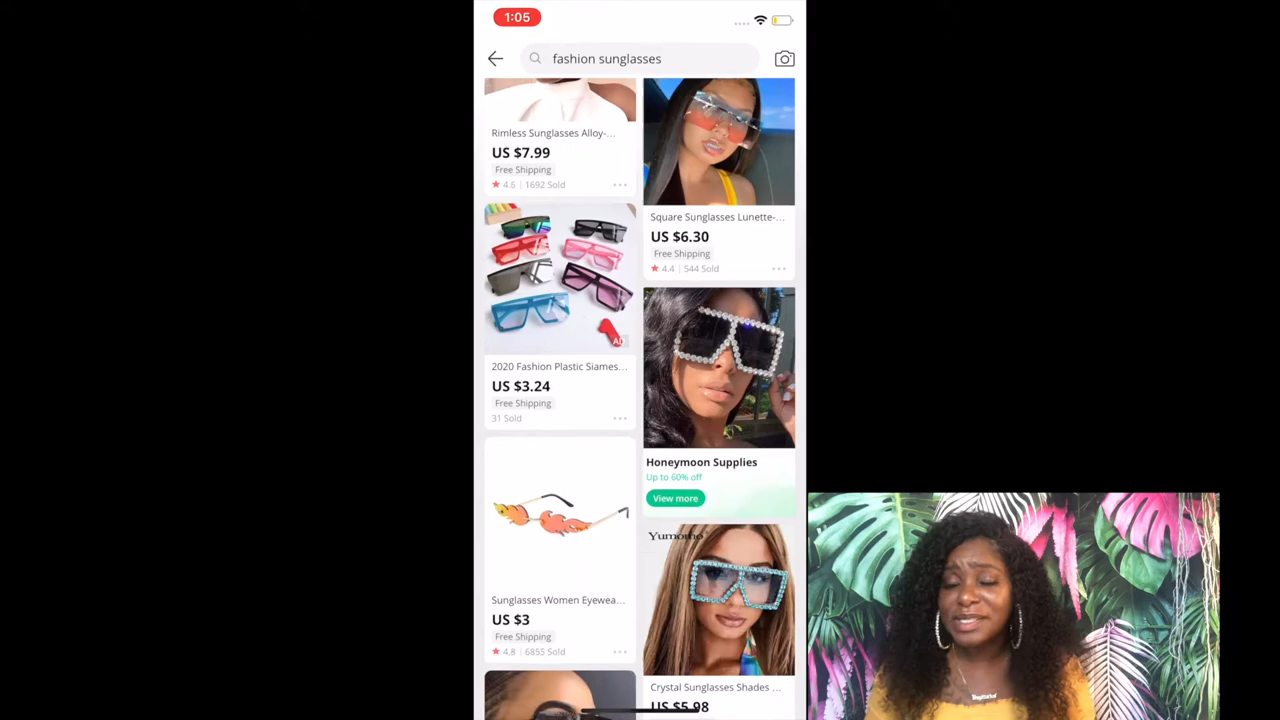 1:05
fashion sunglasses
Rimless Sunglasses Alloy-...
US $7.99
Free Shipping
4.6 | 1692 Sold
AD
2020 Fashion Plastic Siames...
US $3.24
Free Shipping
31 Sold
Sunglasses Women Eyewea...
US $3
Free Shipping
4.8 | 6855 Sold
Square Sunglasses Lunette-...
US $6.30
Free Shipping
4.4 | 544 Sold
Honeymoon Supplies
Up to 60% off
View more
Yumomo
Crystal Sunglasses Shades ...
US $5.98